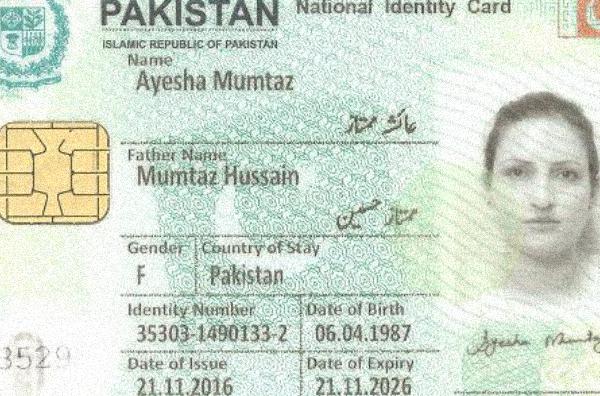 PAKISTAN National Identity Card
ISLAMIC REPUBLIC OF PAKISTAN
Name
Ayesha Mumtaz
عائشہ ممتاز
Father Name
Mumtaz Hussain
ممتاز حسین
Gender Country of Stay
F Pakistan
Identity Number Date of Birth
35303-1490133-2 06.04.1987
3529 Ayesha Mumtaz
Date of Issue Date of Expiry
21.11.2016 21.11.2026